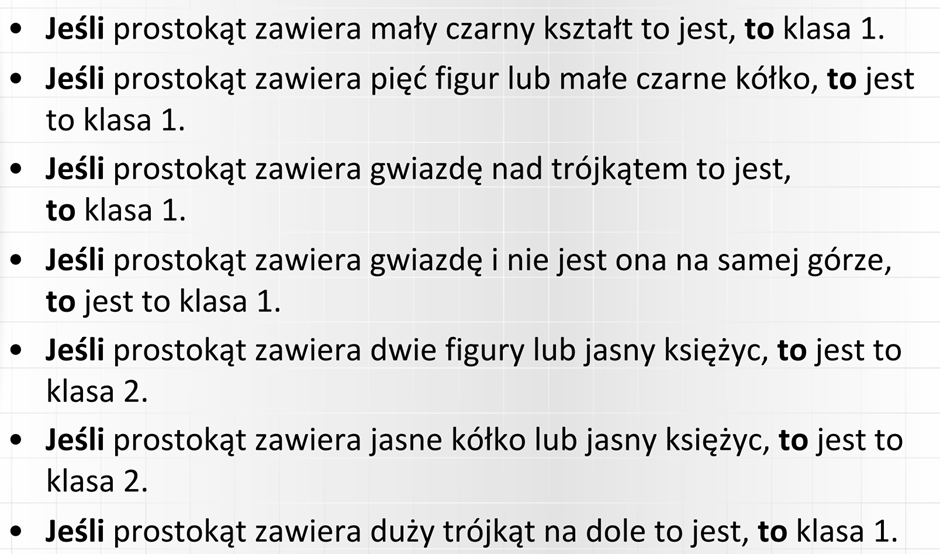 • Jeśli prostokąt zawiera mały czarny kształt to jest, to klasa 1.
• Jeśli prostokąt zawiera pięć figur lub małe czarne kółko, to jest
to klasa 1.
• Jeśli prostokąt zawiera gwiazdę nad trójkątem to jest,
to klasa 1.
• Jeśli prostokąt zawiera gwiazdę i nie jest ona na samej górze,
to jest to klasa 1.
• Jeśli prostokąt zawiera dwie figury lub jasny księżyc, to jest to
klasa 2.
• Jeśli prostokąt zawiera jasne kółko lub jasny księżyc, to jest to
klasa 2.
• Jeśli prostokąt zawiera duży trójkąt na dole to jest, to klasa 1.